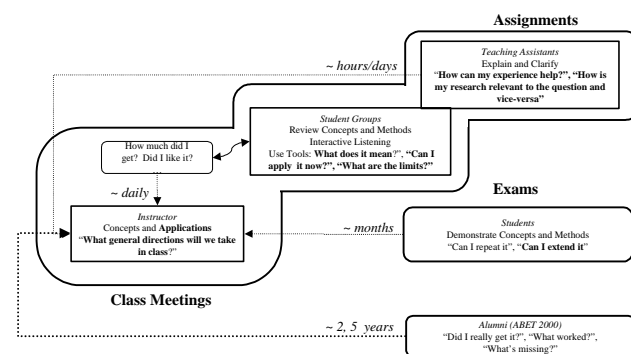 Assignments
Teaching Assistants
Explain and Clarify
“How can my experience help?”, “How is
my research relevant to the question and
vice-versa”
~ hours/days
Student Groups
Review Concepts and Methods
Interactive Listening
Use Tools: What does it mean?”, “Can I
apply it now?”, “What are the limits?”
How much did I
get? Did I like it?
~ daily
Instructor
Concepts and Applications
“What general directions will we take
in class?”
Class Meetings
Exams
~ months
Students
Demonstrate Concepts and Methods
“Can I repeat it”, “Can I extend it”
~ 2, 5 years
Alumni (ABET 2000)
“Did I really get it?”, “What worked?”,
“What’s missing?”